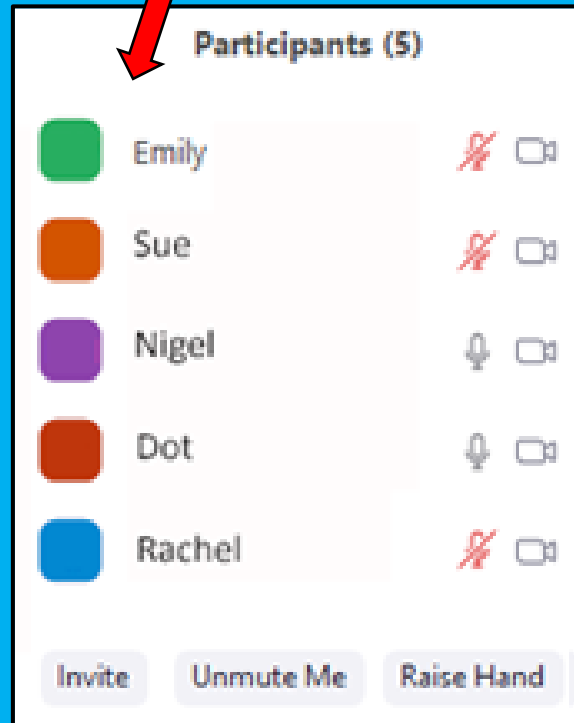 Participants (5)
Emily
Sue
Nigel
Dot
Rachel
Invite Unmute Me Raise Hand